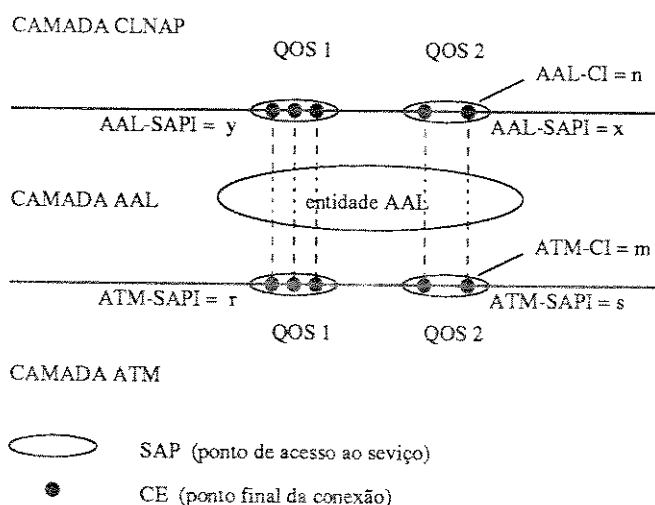 CAMADA CLNAP
QOS 1 QOS 2
AAL-CI = n
AAL-SAPI = y AAL-SAPI = x
CAMADA AAL entidade AAL
ATM-CI = m
ATM-SAPI = r ATM-SAPI = s
QOS 1 QOS 2
CAMADA ATM
SAP (ponto de acesso ao seviço)
CE (ponto final da conexão)